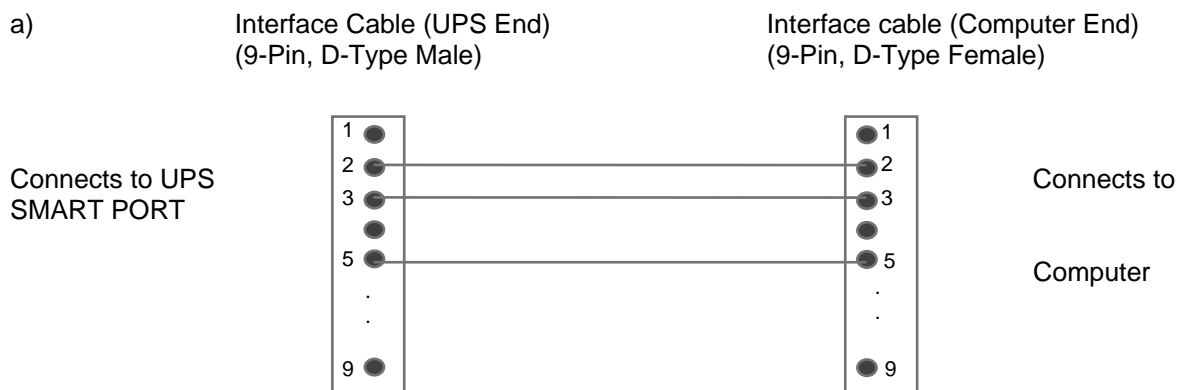 a) Interface Cable (UPS End) Interface cable (Computer End)
(9-Pin, D-Type Male) (9-Pin, D-Type Female)
1 1
2 2
Connects to UPS Connects to
3 3
SMART PORT
5 5
Computer
. .
. .
9 9